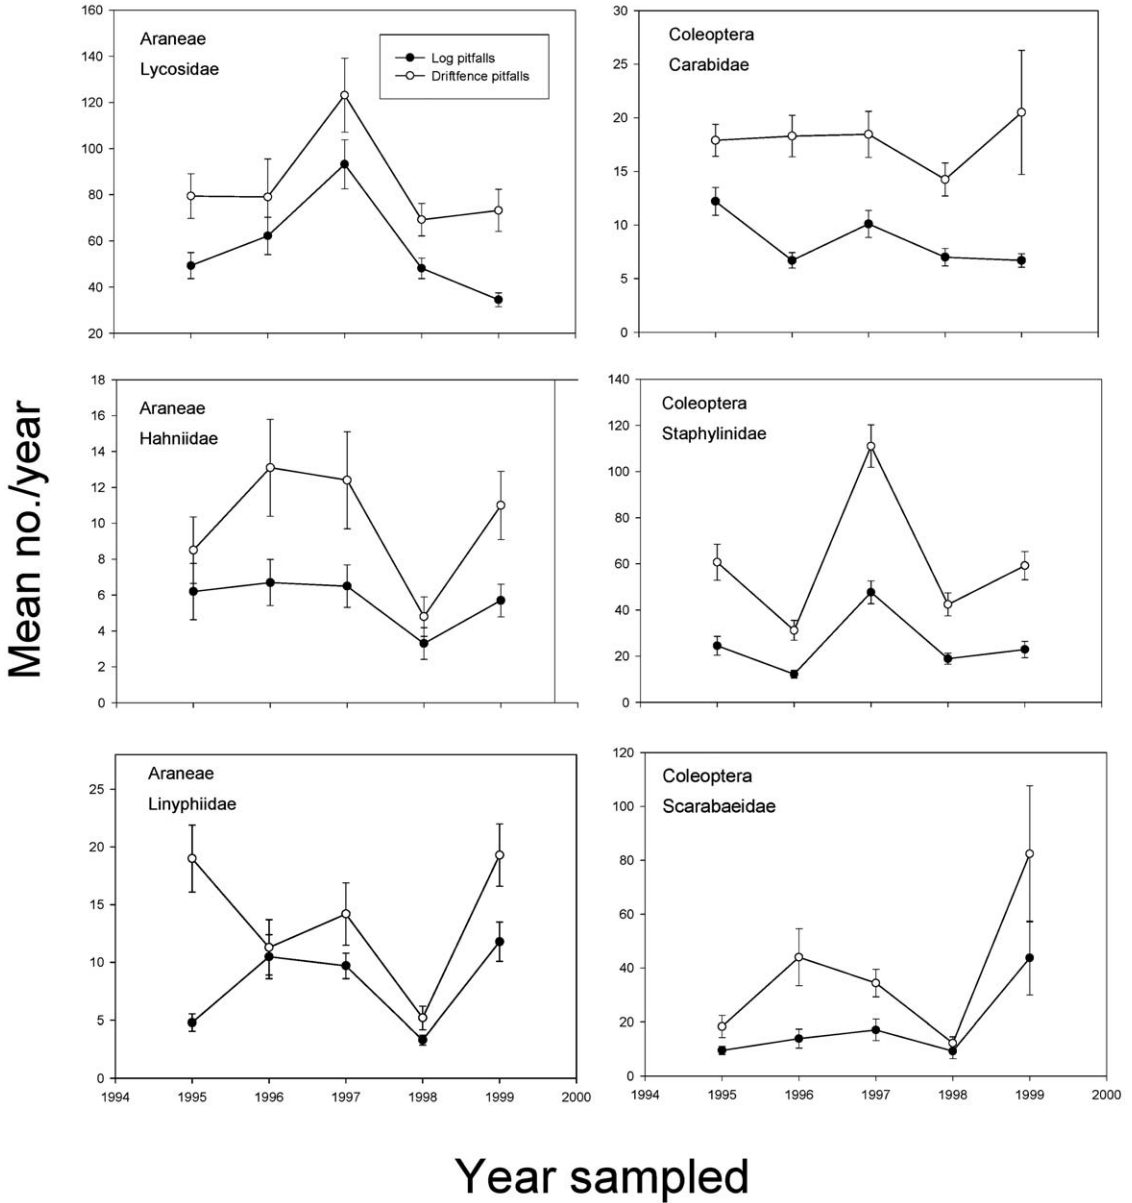 Mean no./year
160
140
120
100
80
60
40
20
Araneae
Lycosidae
Log pitfalls
Driftfence pitfalls
30
25
20
15
10
5
0
Coleoptera
Carabidae
18
16
14
12
10
8
6
4
2
0
Araneae
Hahniidae
140
120
100
80
60
40
20
0
Coleoptera
Staphylinidae
25
20
15
10
5
0
Araneae
Linyphiidae
1994 1995 1996 1997 1998 1999 2000
120
100
80
60
40
20
0
Coleoptera
Scarabaeidae
1994 1995 1996 1997 1998 1999 2000
Year sampled